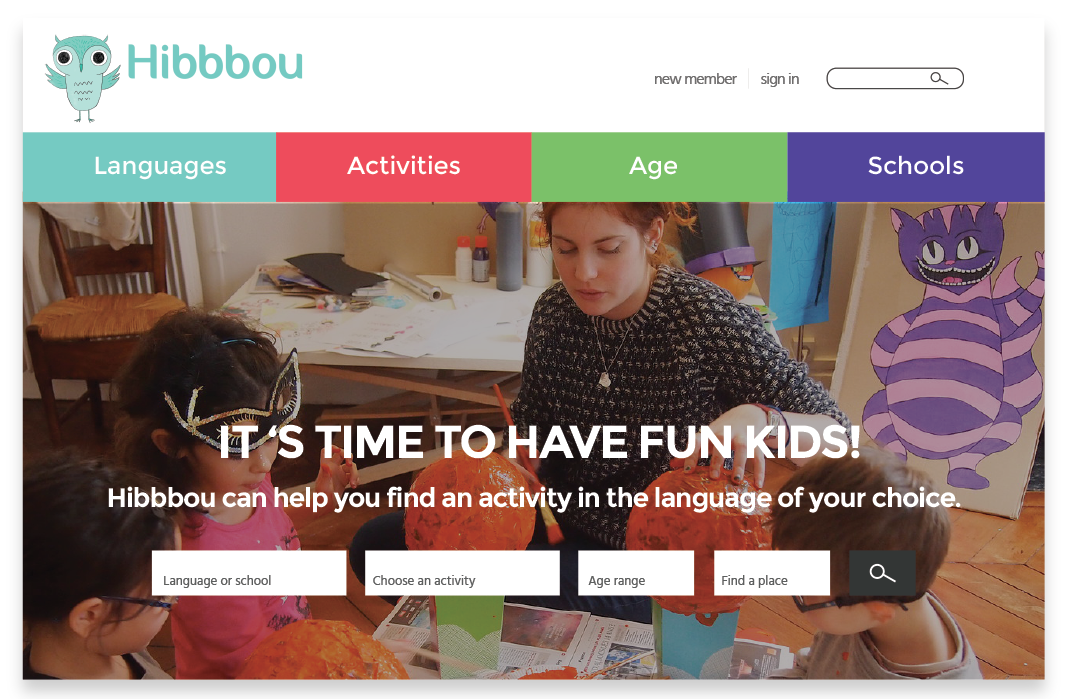 Hibbbou
new member
sign in
Languages
Activities
Age
Schools
IT ‘S TIME TO HAVE FUN KIDS!
Hibbbou can help you find an activity in the language of your choice.
Language or school
Choose an activity
Age range
Find a place